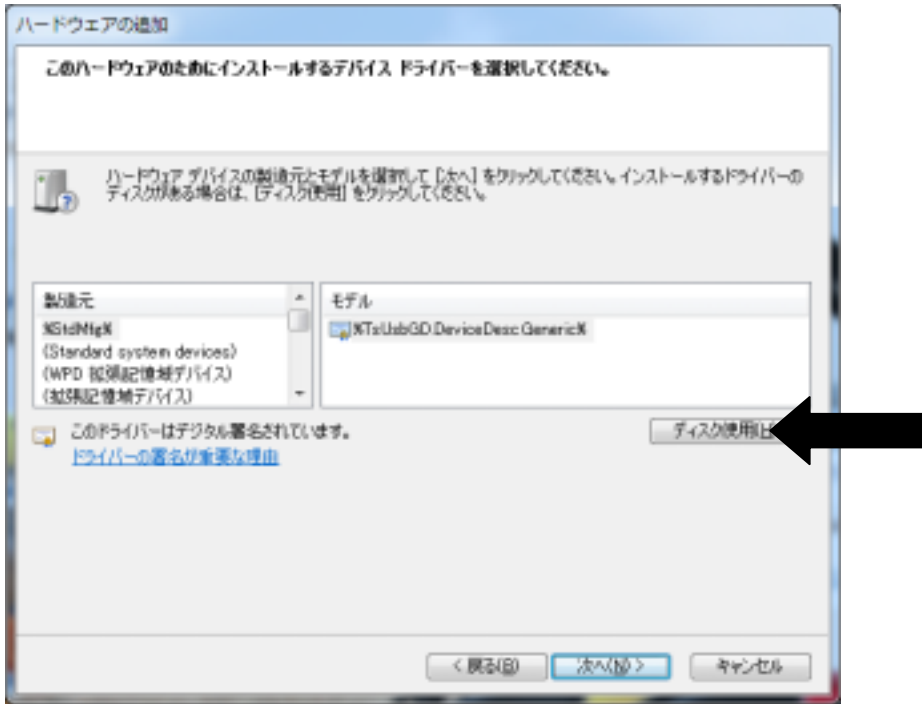 ハードウェアの追加
このハードウェアのためにインストールするデバイス ドライバーを選択してください。
ハードウェア デバイスの製造元とモデルを選択して [次へ] をクリックしてください。インストールするドライバーの
ディスクがある場合は、[ディスク使用] をクリックしてください。
製造元
モデル
%StdMfg%
%TsUsbGD.DeviceDesc.Generic%
(Standard system devices)
(WPD 拡張記憶域デバイス)
(拡張記憶域デバイス)
このドライバーはデジタル署名されています。
ディスク使用(H
ドライバーの署名が重要な理由
< 戻る(B)
次へ(N) >
キャンセル